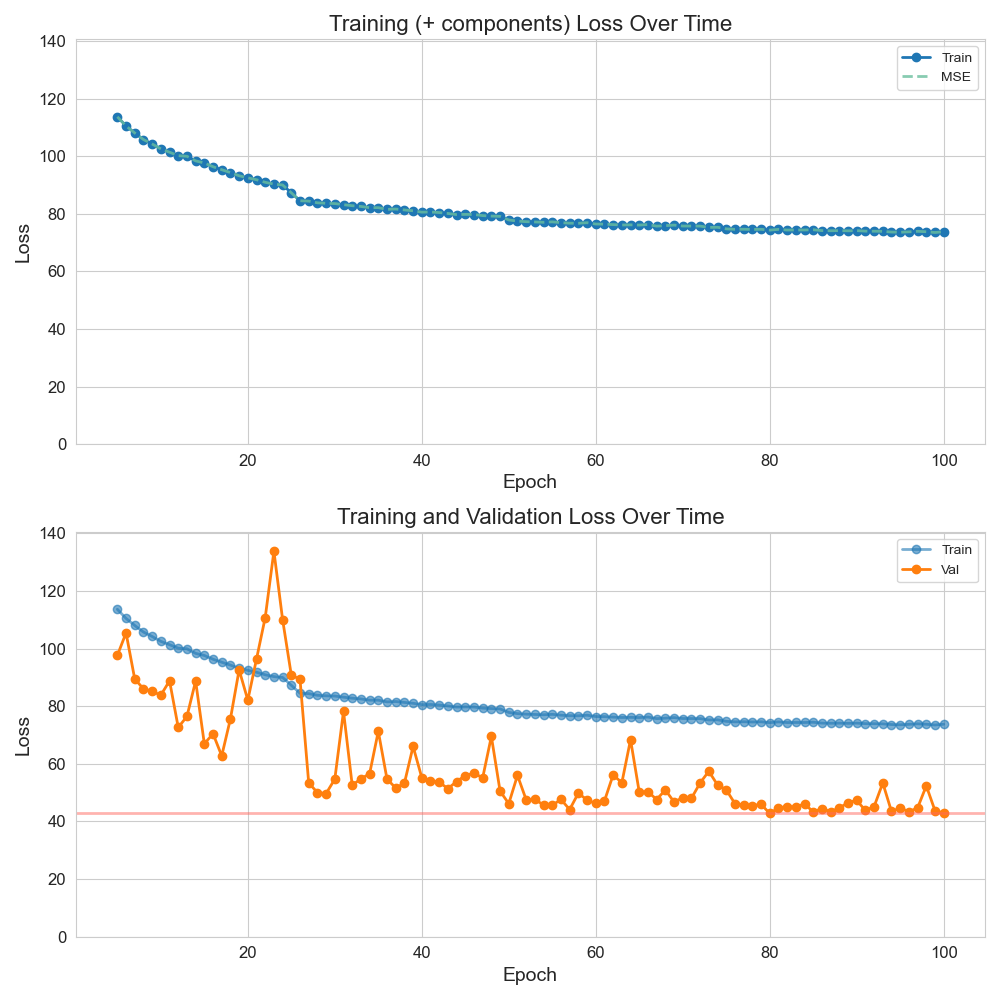 Training (+ components) Loss Over Time
140
120
100
80
60
40
20
0
Loss
Train
MSE
20 40 60 80 100
Epoch
Training and Validation Loss Over Time
140
120
100
80
60
40
20
0
Loss
Train
Val
20 40 60 80 100
Epoch